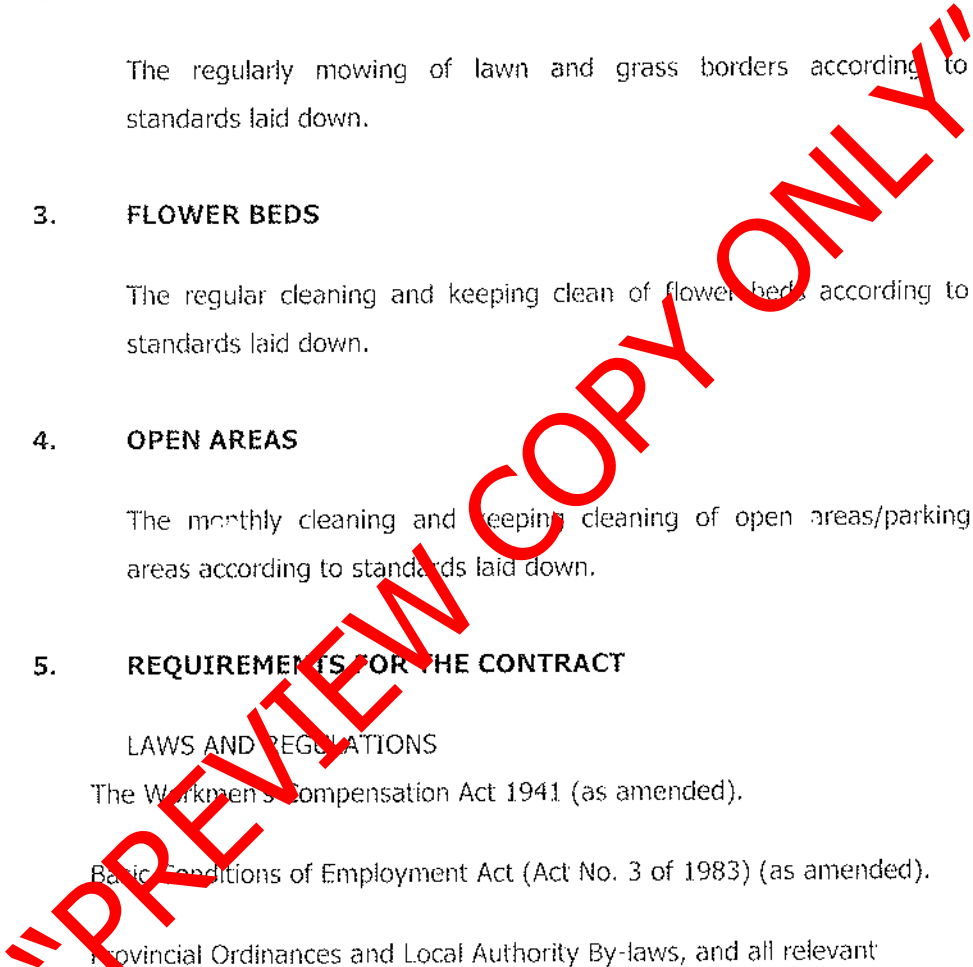 The regularly mowing of lawn and grass borders according to
standards laid down.
3. FLOWER BEDS
The regular cleaning and keeping clean of flower beds according to
standards laid down.
4. OPEN AREAS
The monthly cleaning and keeping cleaning of open areas/parking
areas according to standards laid down.
5. REQUIREMENTS FOR THE CONTRACT
LAWS AND REGULATIONS
The Workmen's Compensation Act 1941 (as amended).
Basic Conditions of Employment Act (Act No. 3 of 1983) (as amended).
Provincial Ordinances and Local Authority By-laws, and all relevant
"PREVIEW COPY ONLY"